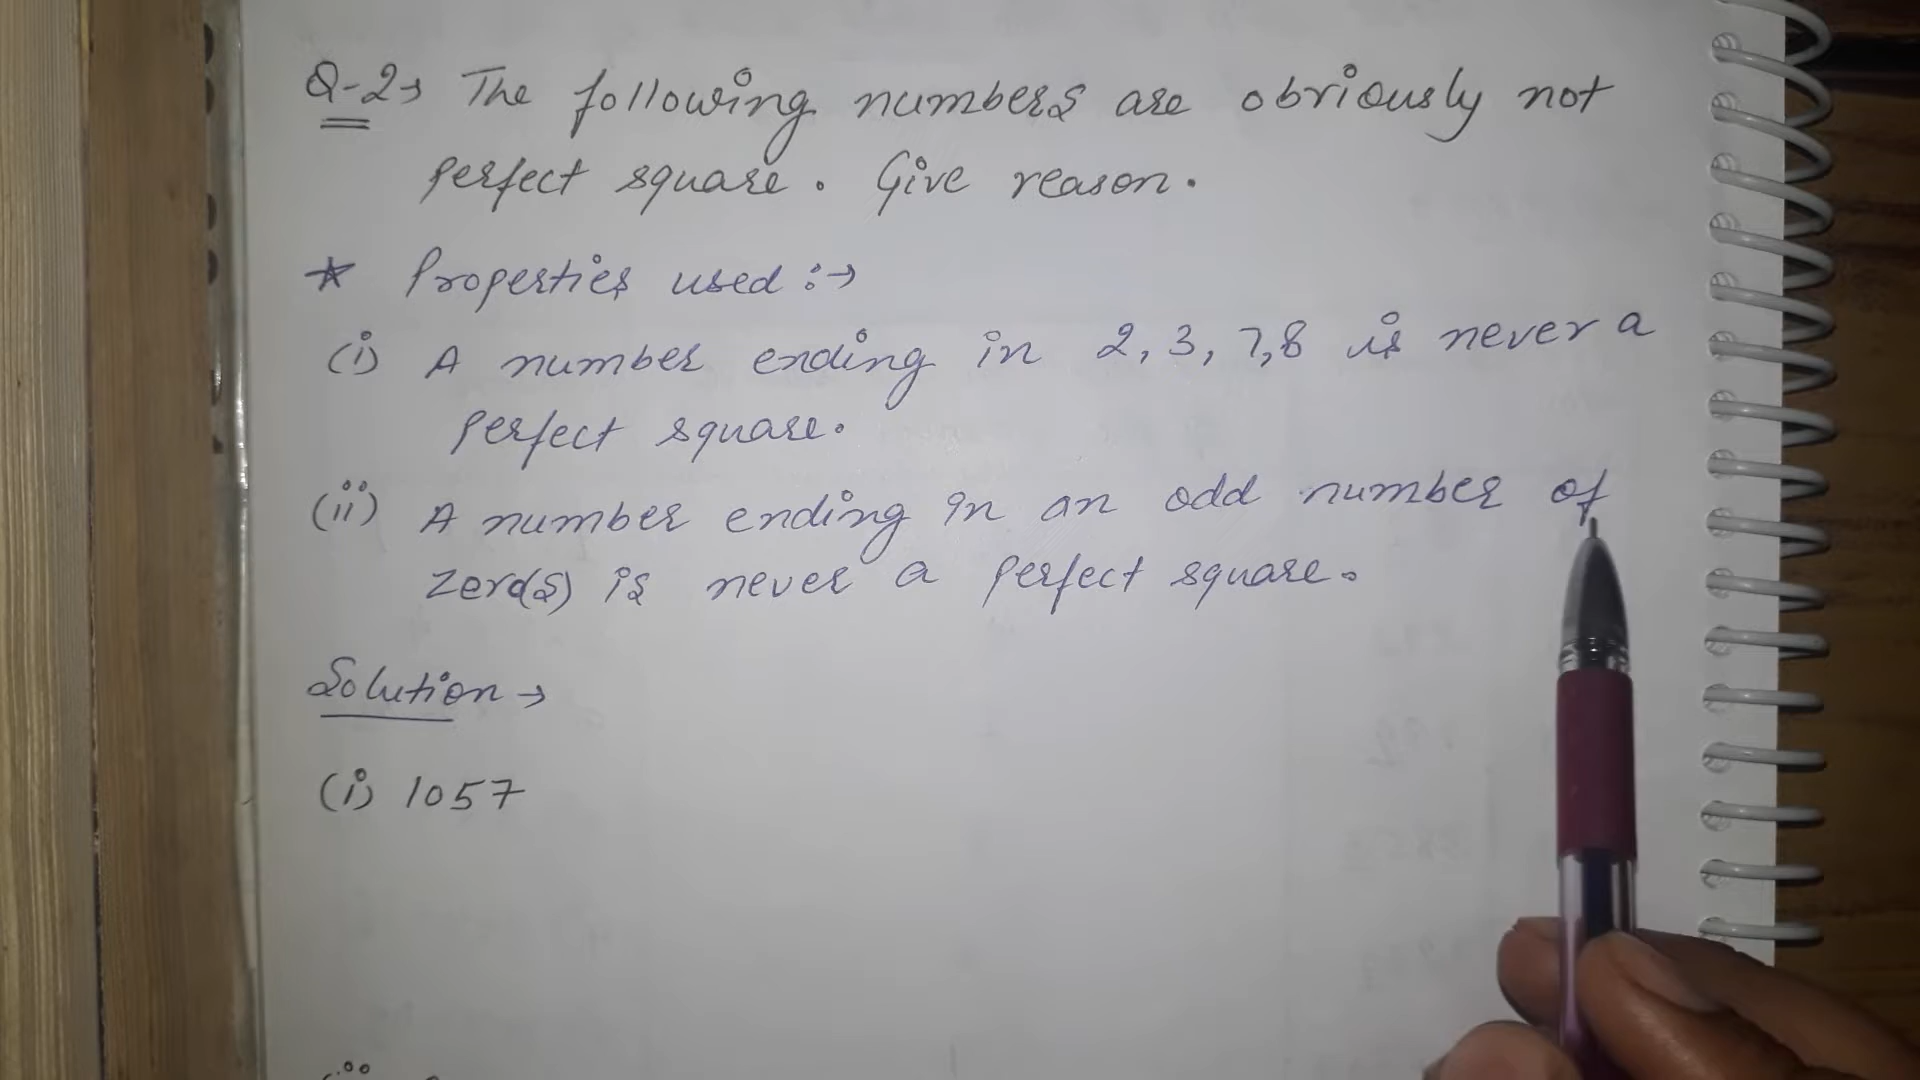 Q-2→ The following numbers are obviously not
perfect square. Give reason.
* Properties used :→
(i) A number ending in 2, 3, 7, 8 is never a
perfect square.
(ii) A number ending in an odd number of
zero(s) is never a perfect square.
Solution →
(i) 1057